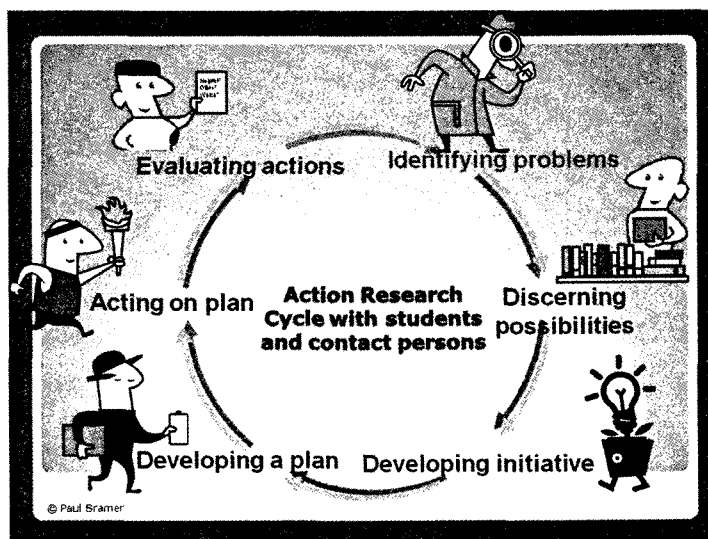 Evaluating actions
Identifying problems
Discerning
possibilities
Developing initiative
Developing a plan
Acting on plan
Action Research
Cycle with students
and contact persons
© Paul Bramer